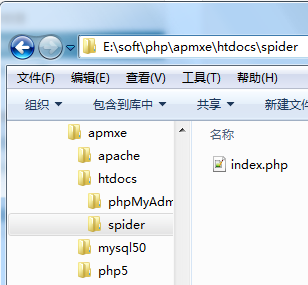 E:\soft\php\apmxe\htdocs\spider
文件(F) 编辑(E) 查看(V) 工具(T) 帮助(H)
组织 包含到库中 共享 新建文
apmxe
名称
apache
index.php
htdocs
phpMyAdm
spider
mysql50
php5